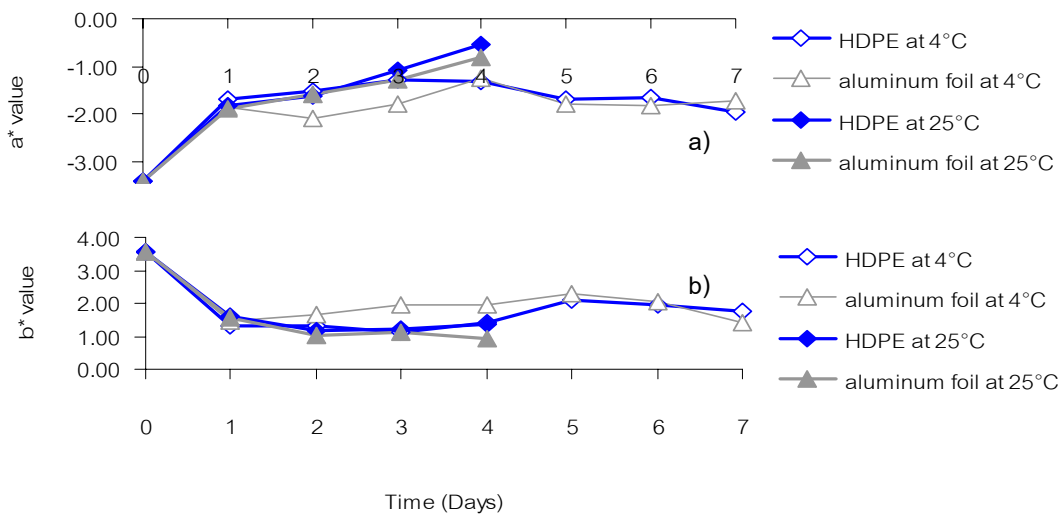 0.00
-1.00
-2.00
-3.00
a* value
0 1 2 3 4 5 6 7
a)
HDPE at 4°C
aluminum foil at 4°C
HDPE at 25°C
aluminum foil at 25°C
4.00
3.00
2.00
1.00
0.00
b* value
b)
HDPE at 4°C
aluminum foil at 4°C
HDPE at 25°C
aluminum foil at 25°C
0 1 2 3 4 5 6 7
Time (Days)